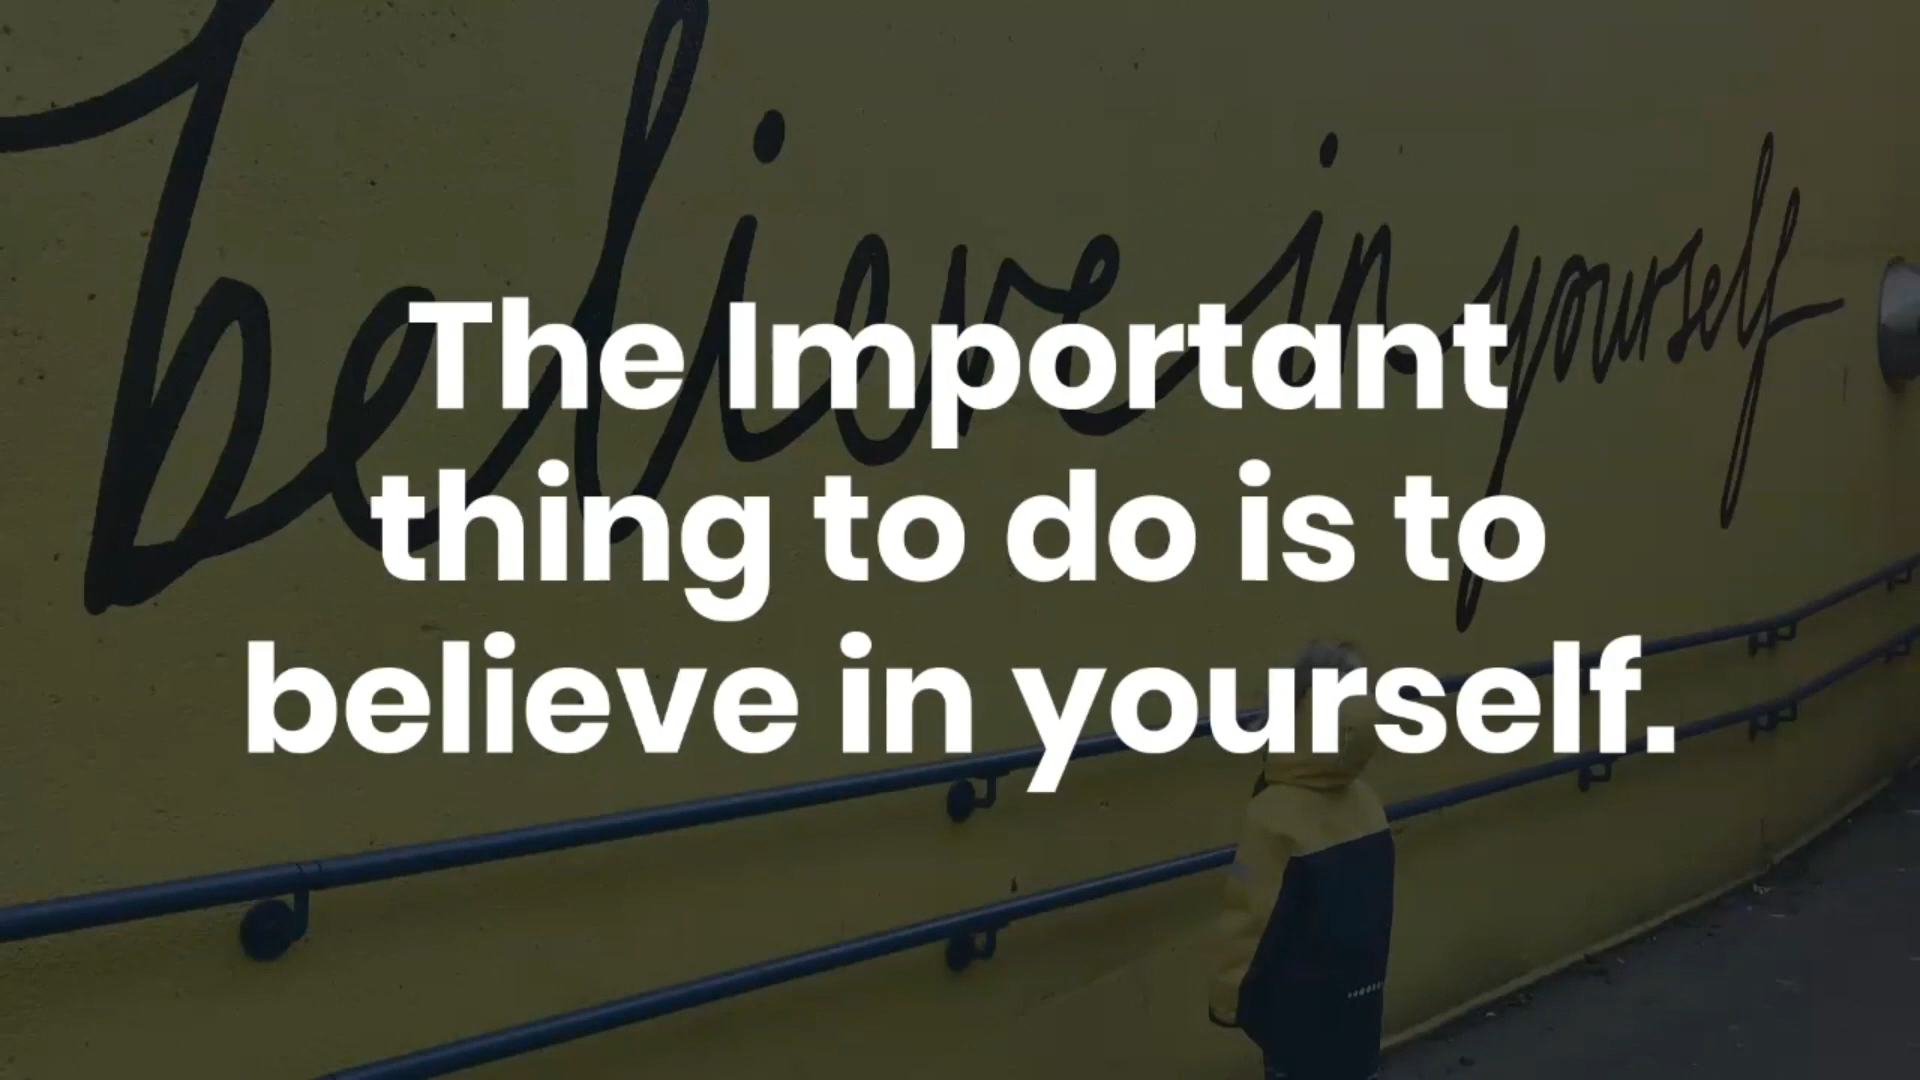 believe in yourself
The Important
thing to do is to
believe in yourself.